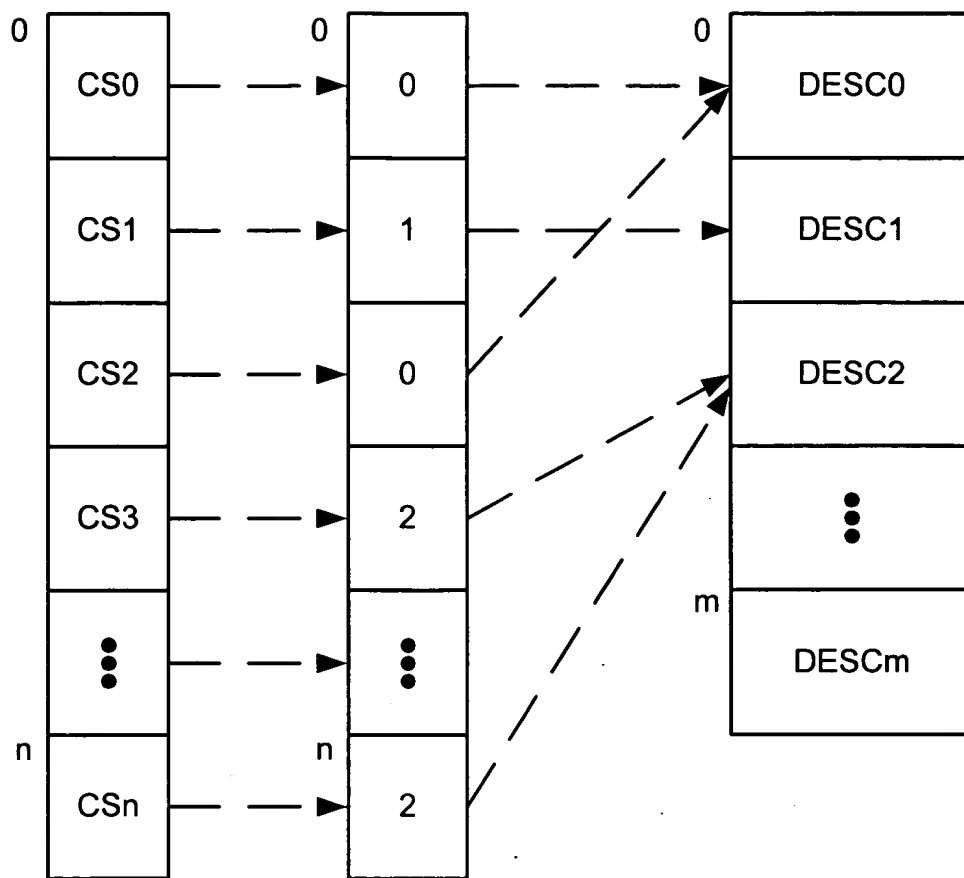 0 0 0
CS0 0 DESC0
CS1 1 DESC1
CS2 0 DESC2
CS3 2
m
DESCm
n n
CSn 2